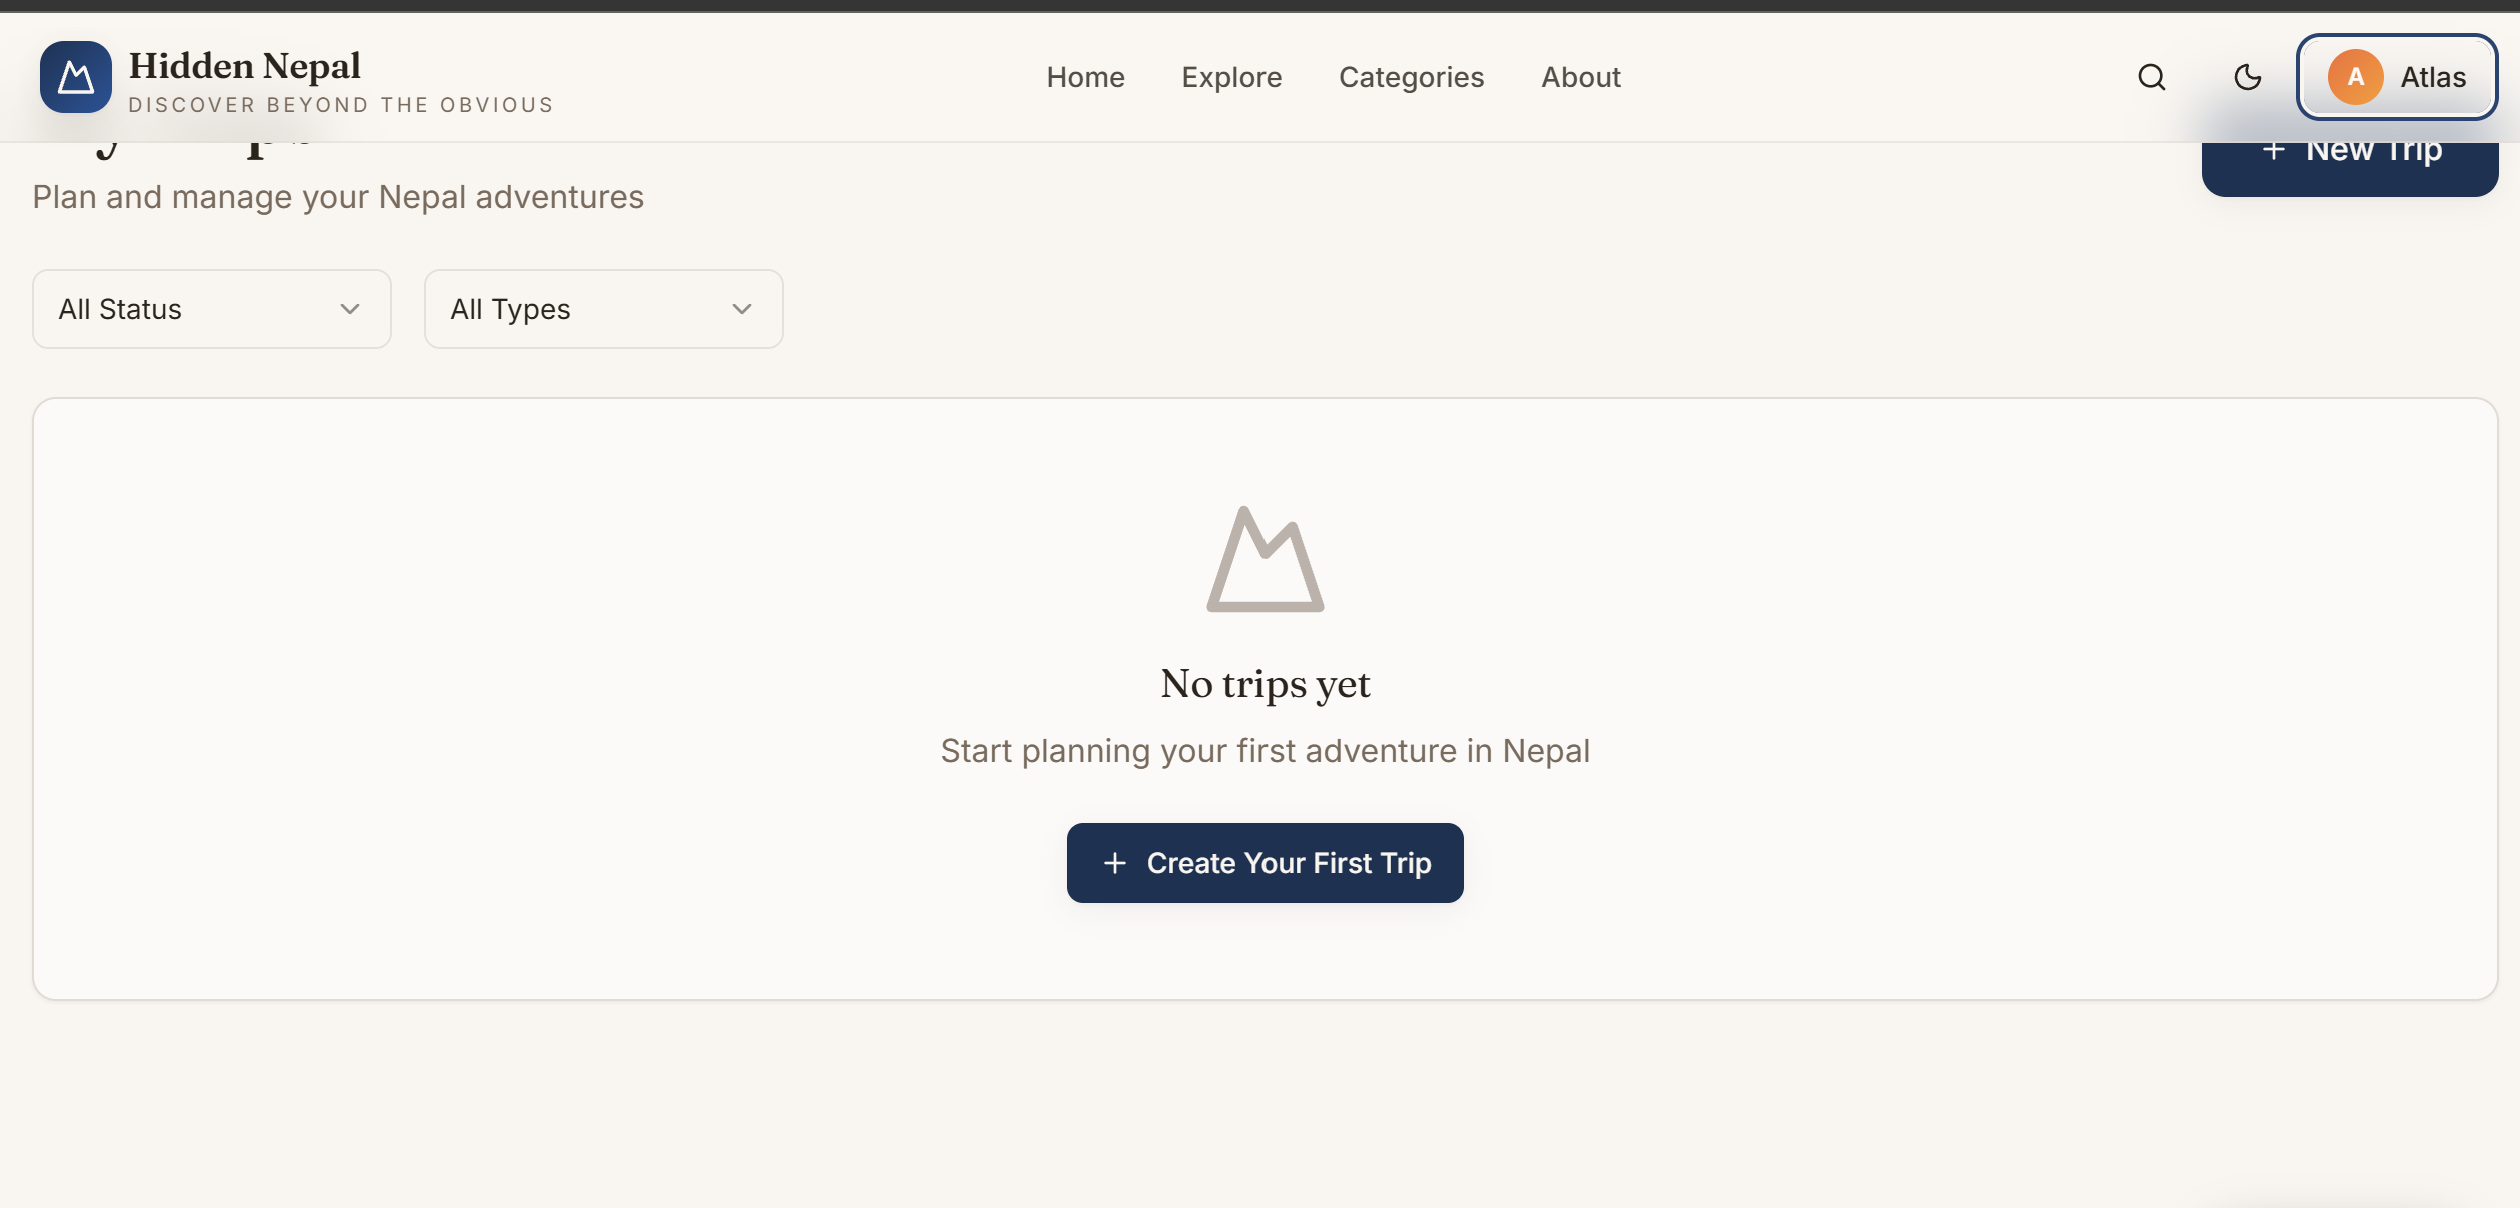 Hidden Nepal
DISCOVER BEYOND THE OBVIOUS
Home
Explore
Categories
About
A
Atlas
New Trip
Plan and manage your Nepal adventures
All Status
All Types
No trips yet
Start planning your first adventure in Nepal
Create Your First Trip